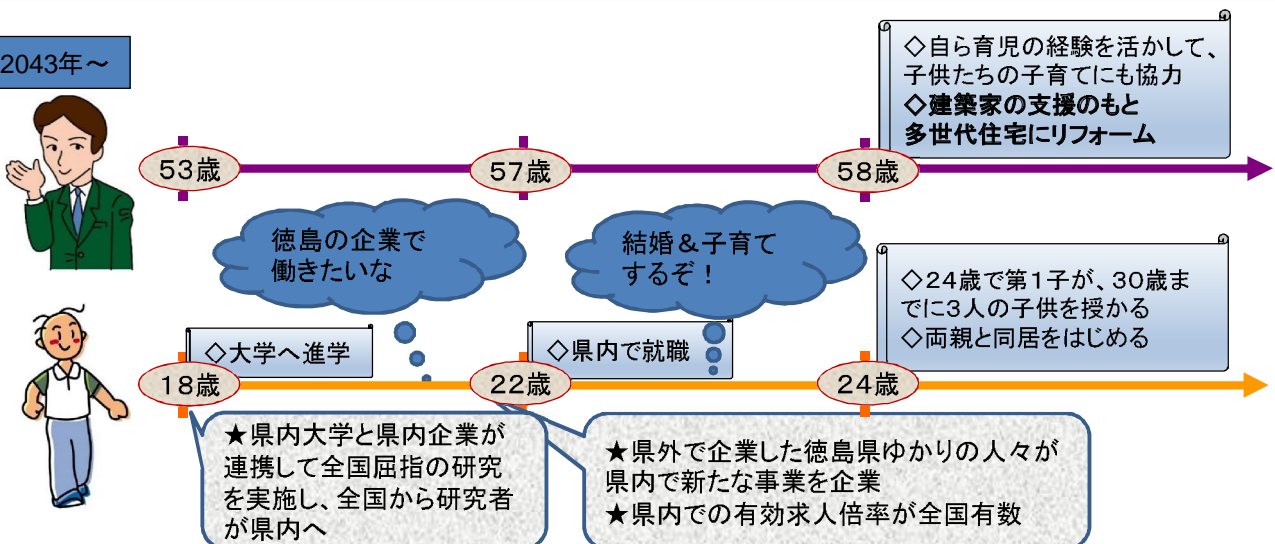 2043年～
◇自ら育児の経験を活かして、
子供たちの子育てにも協力
◇建築家の支援のもと
多世代住宅にリフォーム
53歳
57歳
58歳
徳島の企業で
働きたいな
結婚＆子育て
するぞ！
◇大学へ進学
◇県内で就職
◇２４歳で第１子が、３０歳ま
でに３人の子供を授かる
◇両親と同居をはじめる
18歳
22歳
24歳
★県内大学と県内企業が
連携して全国屈指の研究
を実施し、全国から研究者
が県内へ
★県外で企業した徳島県ゆかりの人々が
県内で新たな事業を企業
★県内での有効求人倍率が全国有数